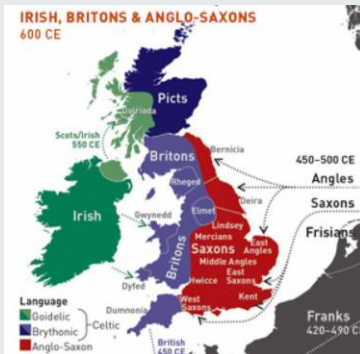 IRISH, BRITONS & ANGLO-SAXONS
600 CE
Picts
Dalriada
Scots/Irish
550 CE
Britons
Bernicia
450–500 CE
Angles
Rheged
Saxons
Deira
Elmet
Irish
Gwynedd
Lindsey
Frisians
Mercians
Saxons
East
Angles
Britons
Middle Angles
East
Saxons
Dyfed
Hwicce
Kent
West
Saxons
Language
Goidelic
Brythonic
Celtic
Anglo-Saxon
Dumnonia
British
450 CE
Franks
420–490 C